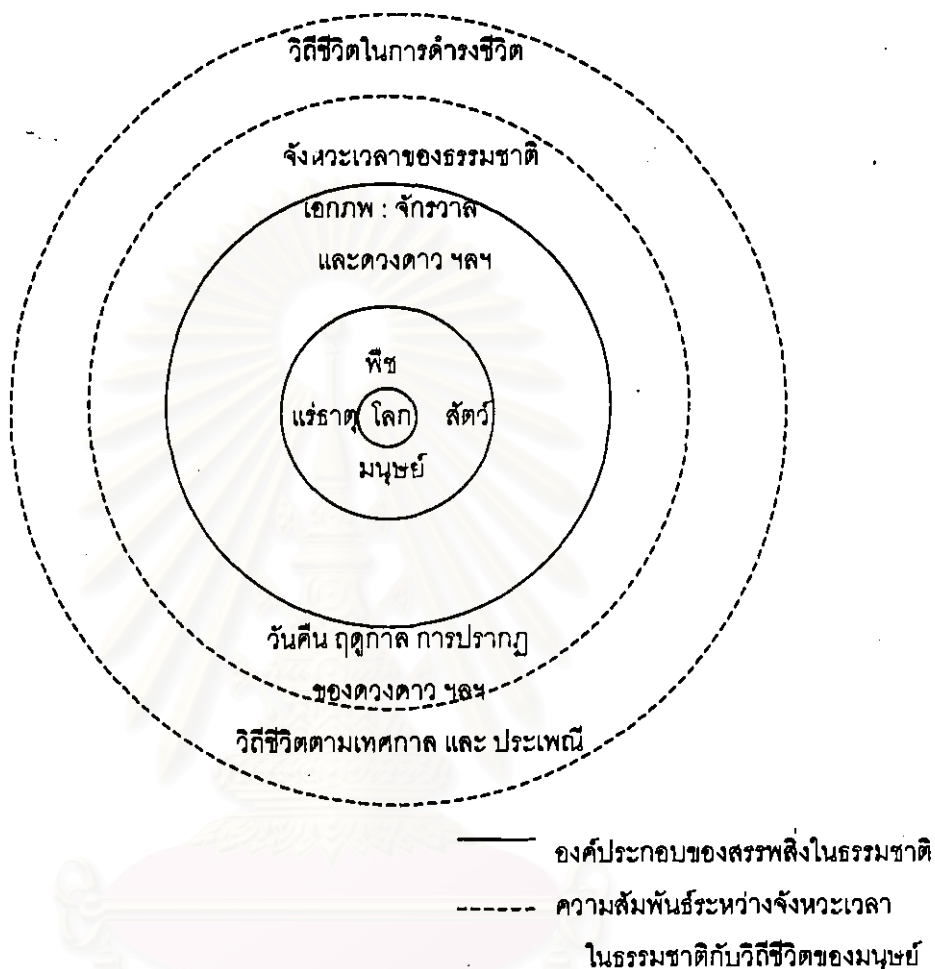 วิถีชีวิตในการดำรงชีวิต
จังหวะเวลาของธรรมชาติ
เอกภพ : จักรวาล
และดวงดาว ฯลฯ
พืช
แร่ธาตุ โลก สัตว์
มนุษย์
วันคืน ฤดูกาล การปรากฏ
ของดวงดาว ฯลฯ
วิถีชีวิตตามเทศกาล และ ประเพณี
องค์ประกอบของสรรพสิ่งในธรรมชาติ
ความสัมพันธ์ระหว่างจังหวะเวลา
ในธรรมชาติกับวิถีชีวิตของมนุษย์